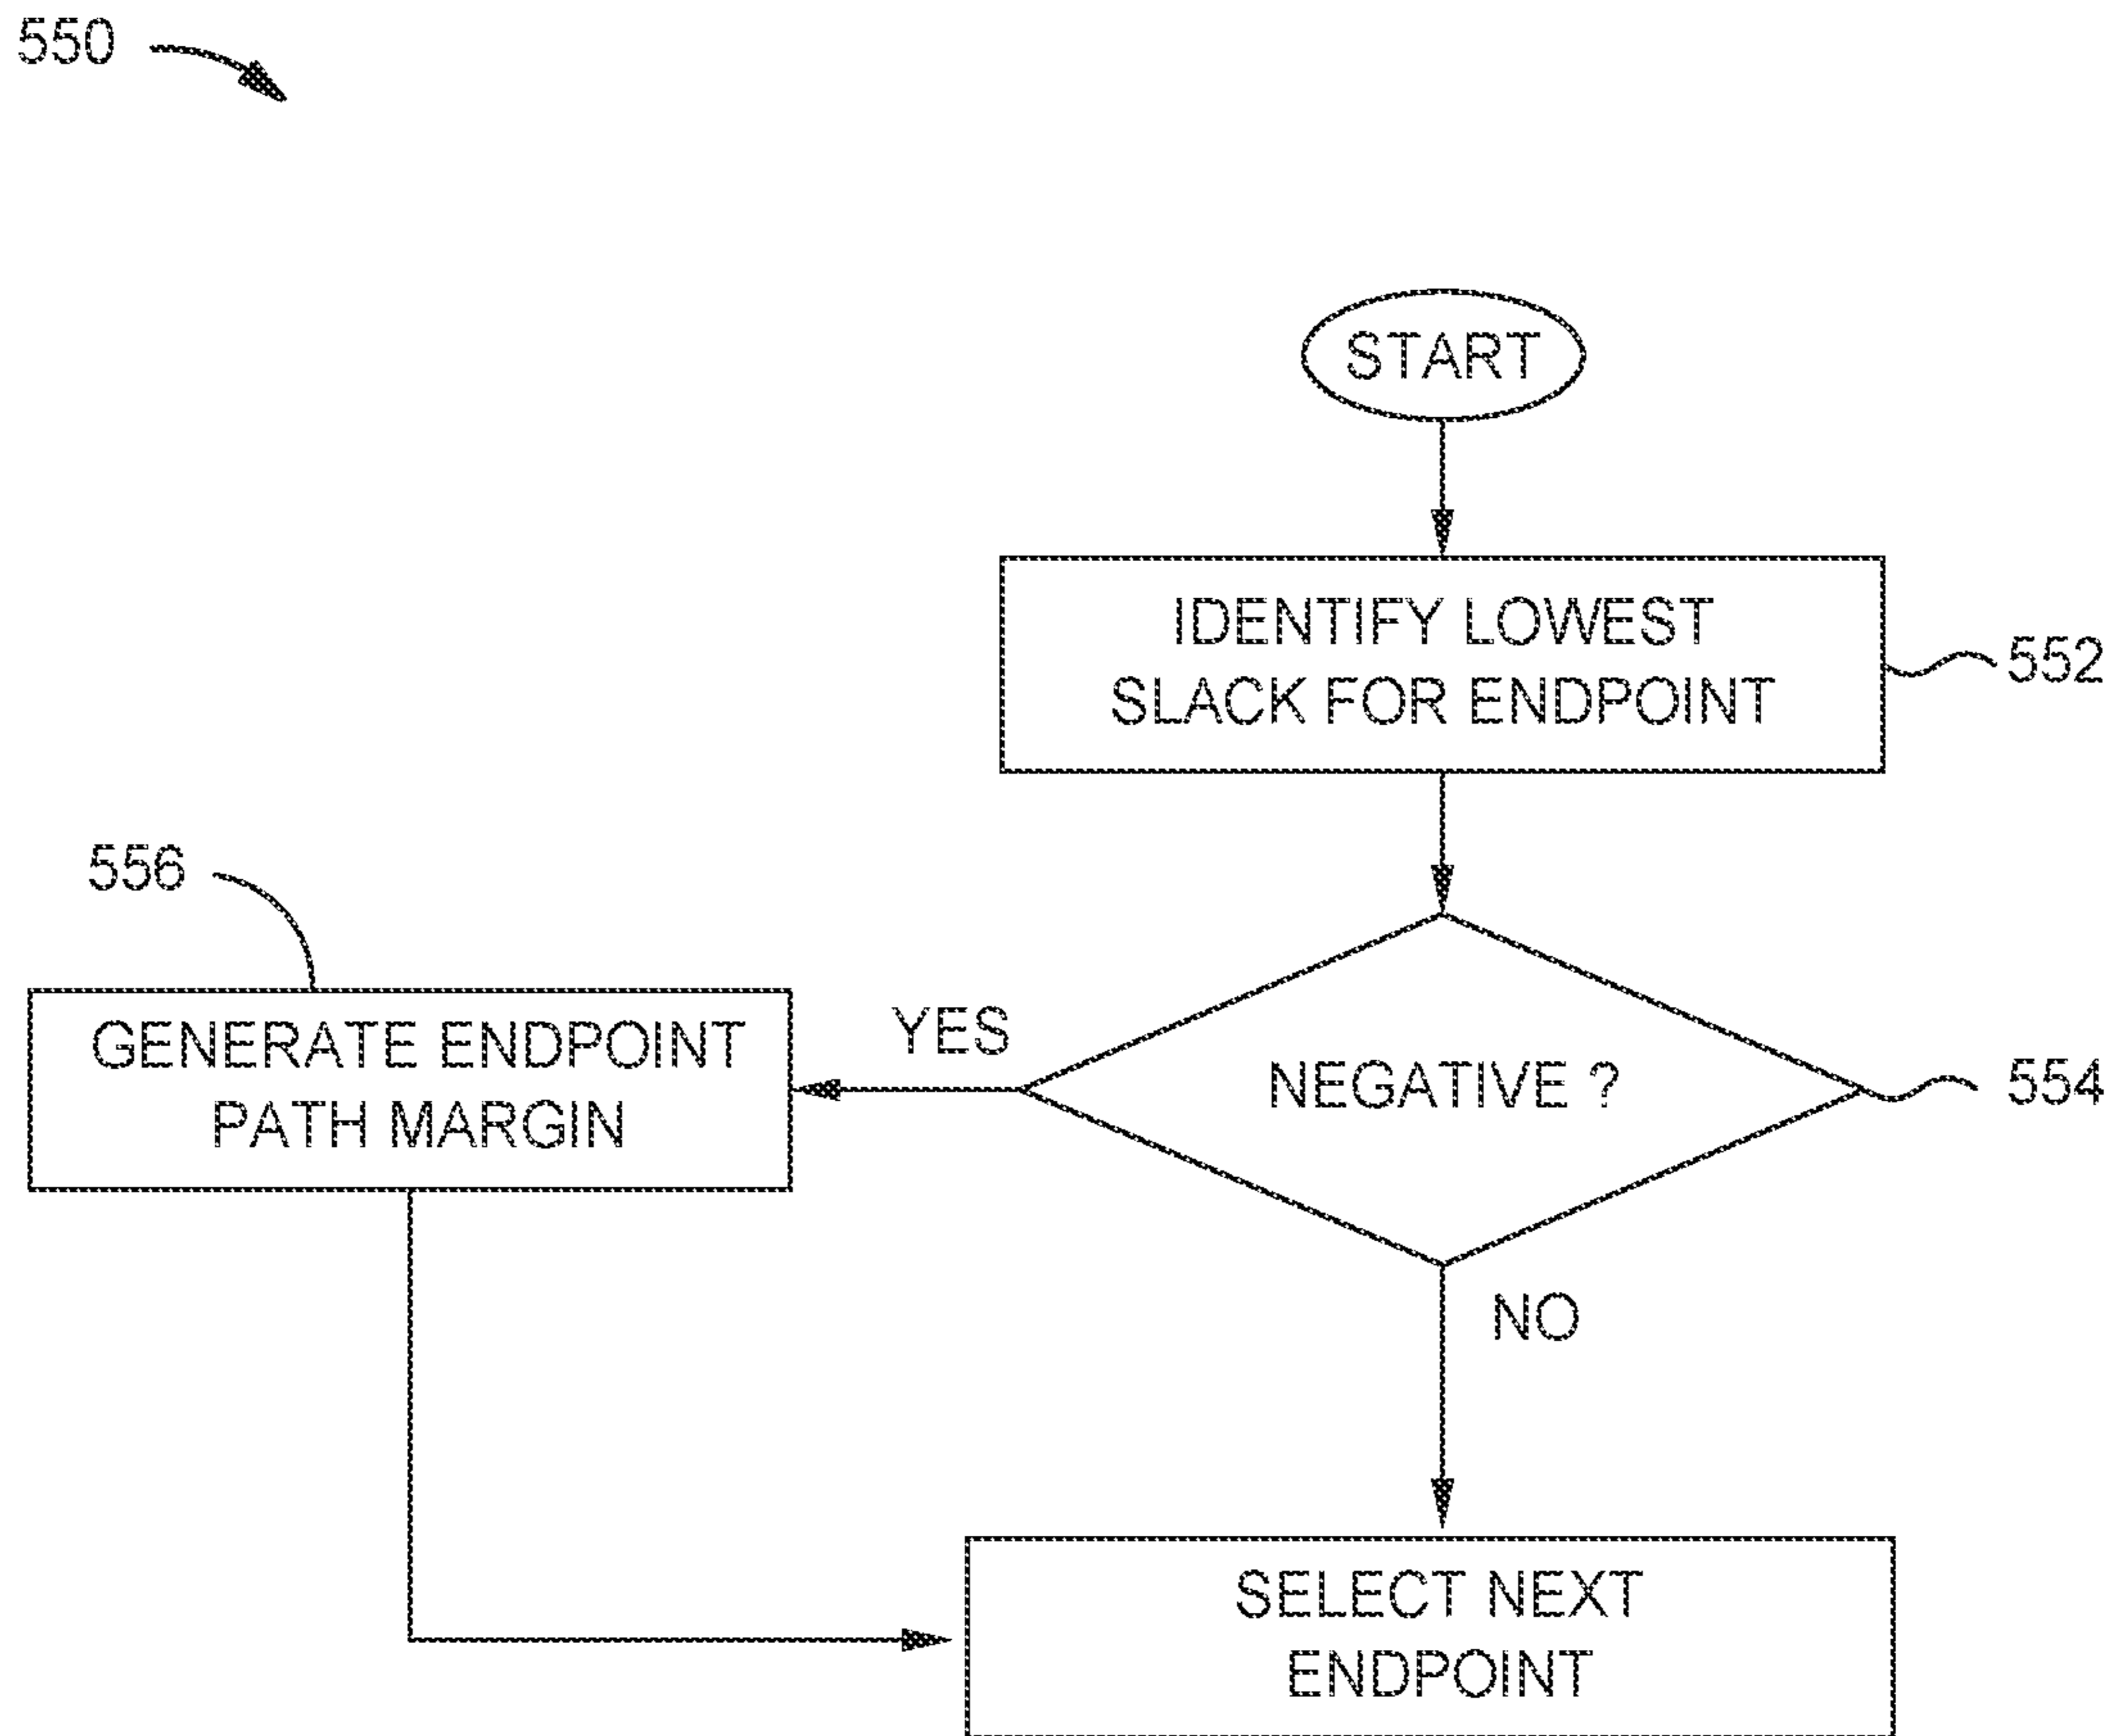 550
START
IDENTIFY LOWEST
SLACK FOR ENDPOINT
552
556
GENERATE ENDPOINT
PATH MARGIN
YES
NEGATIVE ?
554
NO
SELECT NEXT
ENDPOINT